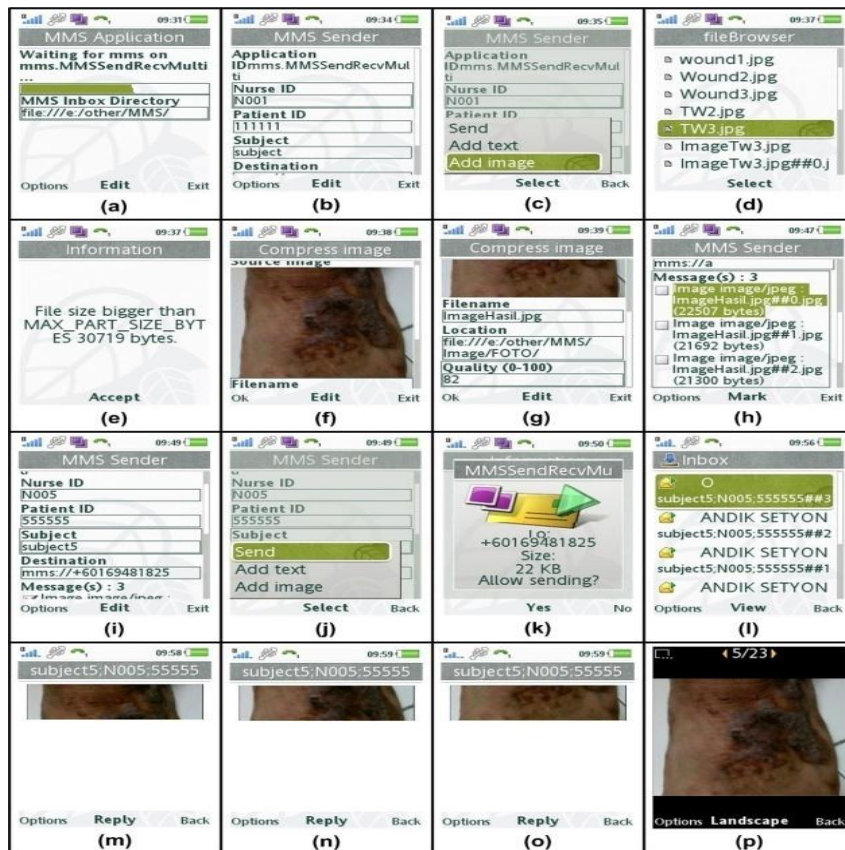 09:31
MMS Application
Waiting for mms on
mms.MMSSendRecvMulti
...
MMS Inbox Directory
file:///e:/other/MMS/
Options Edit Exit
(a)
09:34
MMS Sender
Application
IDmms.MMSSendRecvMul
ti
Nurse ID
N001
Patient ID
111111
Subject
subject
Destination
Options Edit Exit
(b)
09:35
MMS Sender
Application
IDmms.MMSSendRecvMul
ti
Nurse ID
N001
Patient ID
Send
Add text
Add image
Select Back
(c)
09:37
fileBrowser
wound1.jpg
Wound2.jpg
Wound3.jpg
TW2.jpg
TW3.jpg
ImageTw3.jpg
ImageTw3.jpg##0.j
Select
(d)
09:37
Information
File size bigger than
MAX_PART_SIZE_BYT
ES 30719 bytes.
Accept
(e)
09:38
Compress image
Source image
Filename
Ok Edit Exit
(f)
09:39
Compress image
Filename
ImageHasil.jpg
Location
file:///e:/other/MMS/
Image/FOTO/
Quality (0-100)
82
Ok Edit Exit
(g)
09:47
MMS Sender
mms://a
Message(s) : 3
Image image/jpeg :
ImageHasil.jpg##0.jpg
(22507 bytes)
Image image/jpeg :
ImageHasil.jpg##1.jpg
(21692 bytes)
Image image/jpeg :
ImageHasil.jpg##2.jpg
(21300 bytes)
Options Mark Exit
(h)
09:49
MMS Sender
Nurse ID
N005
Patient ID
555555
Subject
subject5
Destination
mms://+60169481825
Message(s) : 3
Image image/jpeg :
Options Edit Exit
(i)
09:49
MMS Sender
Nurse ID
N005
Patient ID
555555
Subject
Send
Add text
Add image
Select Back
(j)
09:50
MMSSendRecvMu
To:
+60169481825
Size:
22 KB
Allow sending?
Yes No
(k)
09:56
Inbox
O
subject5;N005;555555##3
ANDIK SETYON
subject5;N005;555555##2
ANDIK SETYON
subject5;N005;555555##1
ANDIK SETYON
Options View Back
(l)
09:58
subject5;N005;55555
Options Reply Back
(m)
09:59
subject5;N005;55555
Options Reply Back
(n)
09:59
subject5;N005;55555
Options Reply Back
(o)
5/23
Options Landscape Back
(p)